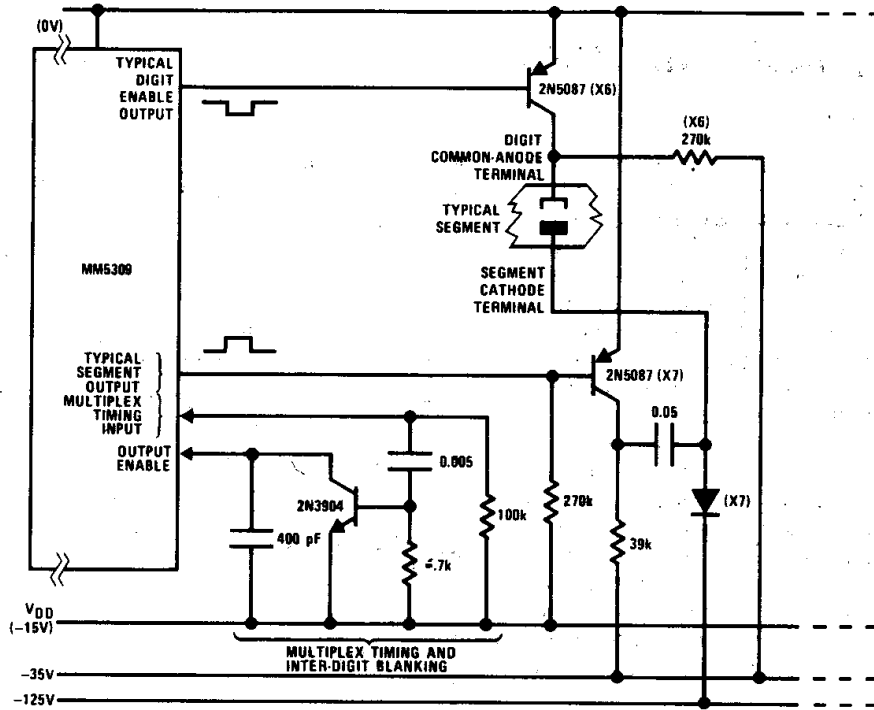 (0V)
TYPICAL
DIGIT
ENABLE
OUTPUT
2N5087 (X6)
(X6)
270k
DIGIT
COMMON-ANODE
TERMINAL
TYPICAL
SEGMENT
MM5309
SEGMENT
CATHODE
TERMINAL
TYPICAL
SEGMENT
OUTPUT
MULTIPLEX
TIMING
INPUT
OUTPUT
ENABLE
2N5087 (X7)
0.05
0.005
2N3904
100k
270k
(X7)
400 pF
39k
VDD
(-15V)
MULTIPLEX TIMING AND
INTER-DIGIT BLANKING
-35V
-125V